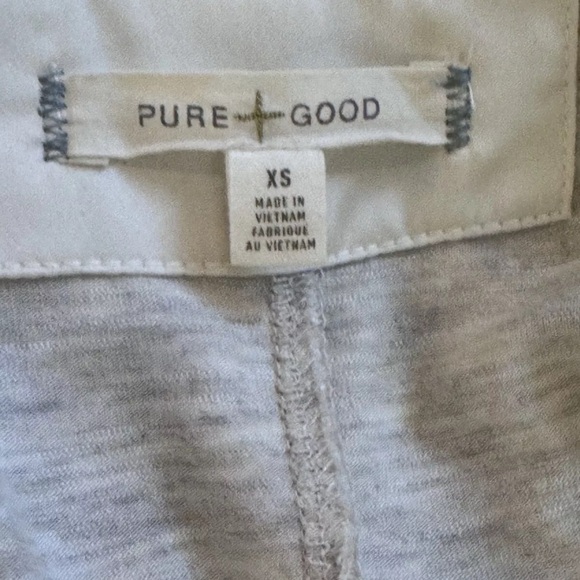 PURE + GOOD
XS
MADE IN
VIETNAM
FABRIQUE
AU VIETNAM